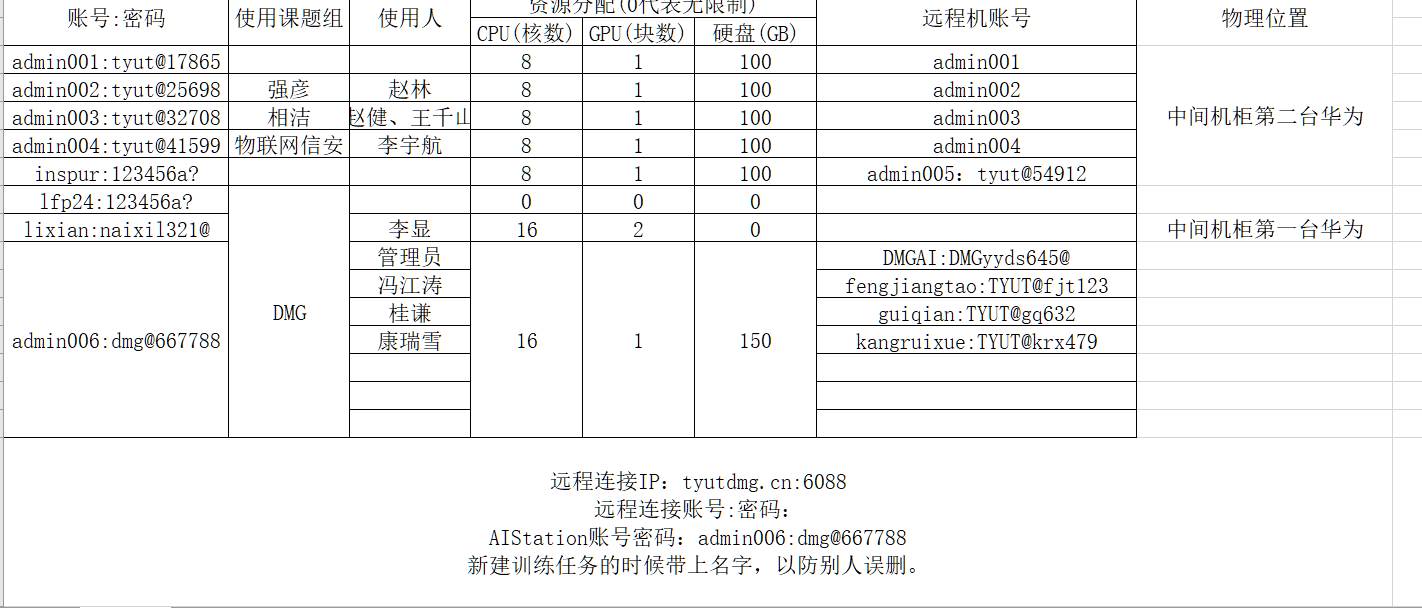 资源分配(0代表无限制)
账号:密码 使用课题组 使用人 远程机账号 物理位置
CPU(核数) GPU(块数) 硬盘(GB)
admin001:tyut@17865 8 1 100 admin001
admin002:tyut@25698 强彦 赵林 8 1 100 admin002
admin003:tyut@32708 相洁 赵健、王千山 8 1 100 admin003 中间机柜第二台华为
admin004:tyut@41599 物联网信安 李宇航 8 1 100 admin004
inspur:123456a? 8 1 100 admin005：tyut@54912
lfp24:123456a? 0 0 0
lixian:naixil321@ 李显 16 2 0 中间机柜第一台华为
管理员 DMGAI:DMGyyds645@
冯江涛 fengjiangtao:TYUT@fjt123
DMG 桂谦 guiqian:TYUT@gq632
admin006:dmg@667788 康瑞雪 16 1 150 kangruixue:TYUT@krx479
远程连接IP：tyutdmg.cn:6088
远程连接账号:密码：
AIStation账号密码：admin006:dmg@667788
新建训练任务的时候带上名字，以防别人误删。